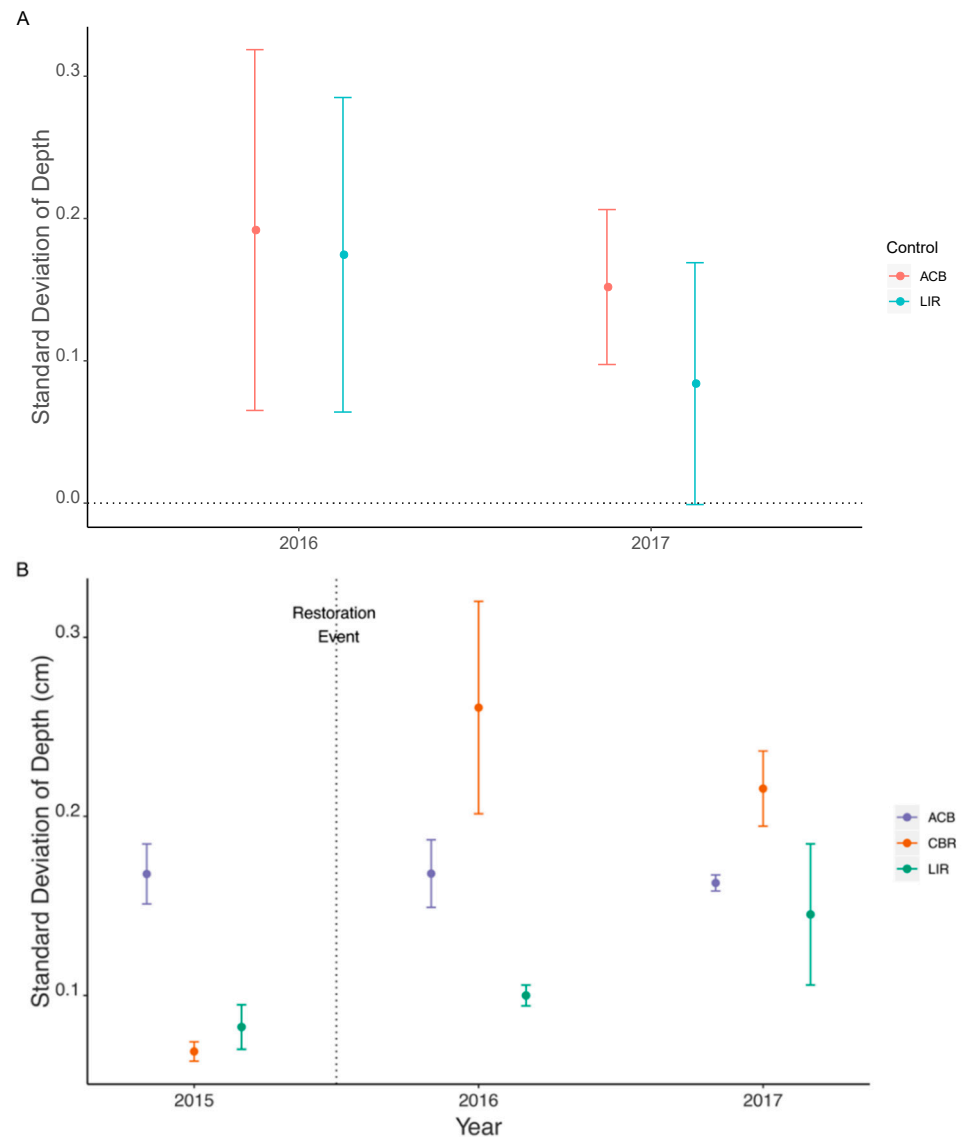 A
Standard Deviation of Depth
0.3
0.2
0.1
0.0
2016 2017
Control
ACB
LIR
B
Standard Deviation of Depth (cm)
0.3
0.2
0.1
Restoration
Event
2015 2016 2017
Year
ACB
CBR
LIR